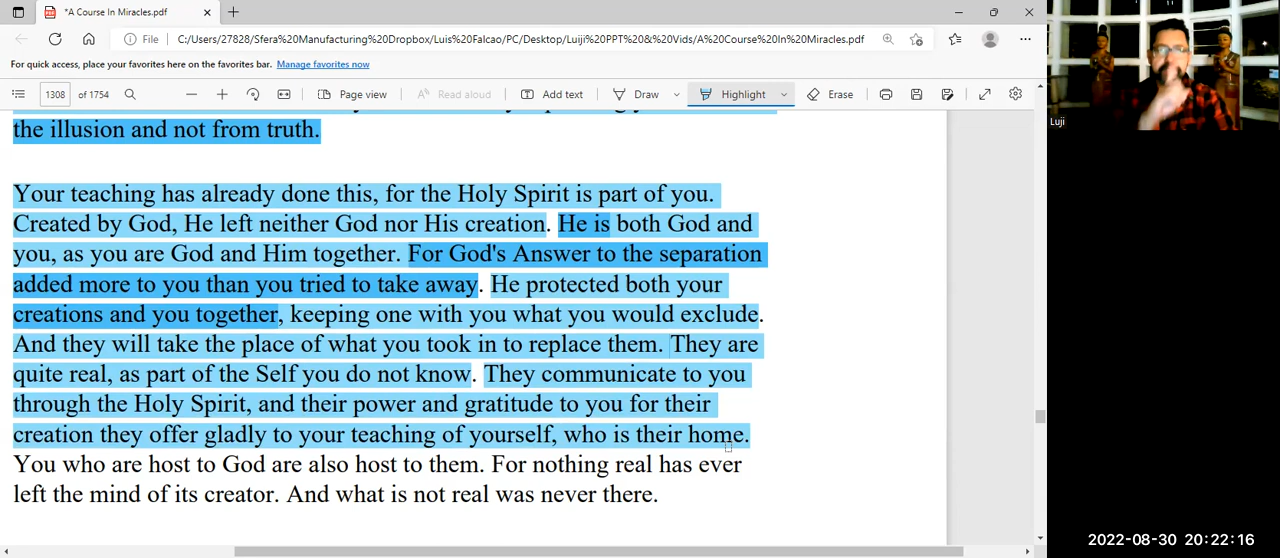 *A Course In Miracles.pdf
File
C:/Users/27828/Sfera%20Manufacturing%20Dropbox/Luis%20Falcao/PC/Desktop/Luiji%20PPT%20&%20Vids/A%20Course%20In%20Miracles.pdf
For quick access, place your favorites here on the favorites bar. Manage favorites now
1308 of 1754 Page view Read aloud Add text Draw Highlight Erase
the illusion and not from truth.
Your teaching has already done this, for the Holy Spirit is part of you.
Created by God, He left neither God nor His creation. He is both God and
you, as you are God and Him together. For God's Answer to the separation
added more to you than you tried to take away. He protected both your
creations and you together, keeping one with you what you would exclude.
And they will take the place of what you took in to replace them. They are
quite real, as part of the Self you do not know. They communicate to you
through the Holy Spirit, and their power and gratitude to you for their
creation they offer gladly to your teaching of yourself, who is their home.
You who are host to God are also host to them. For nothing real has ever
left the mind of its creator. And what is not real was never there.
Luji
2022-08-30 20:22:16